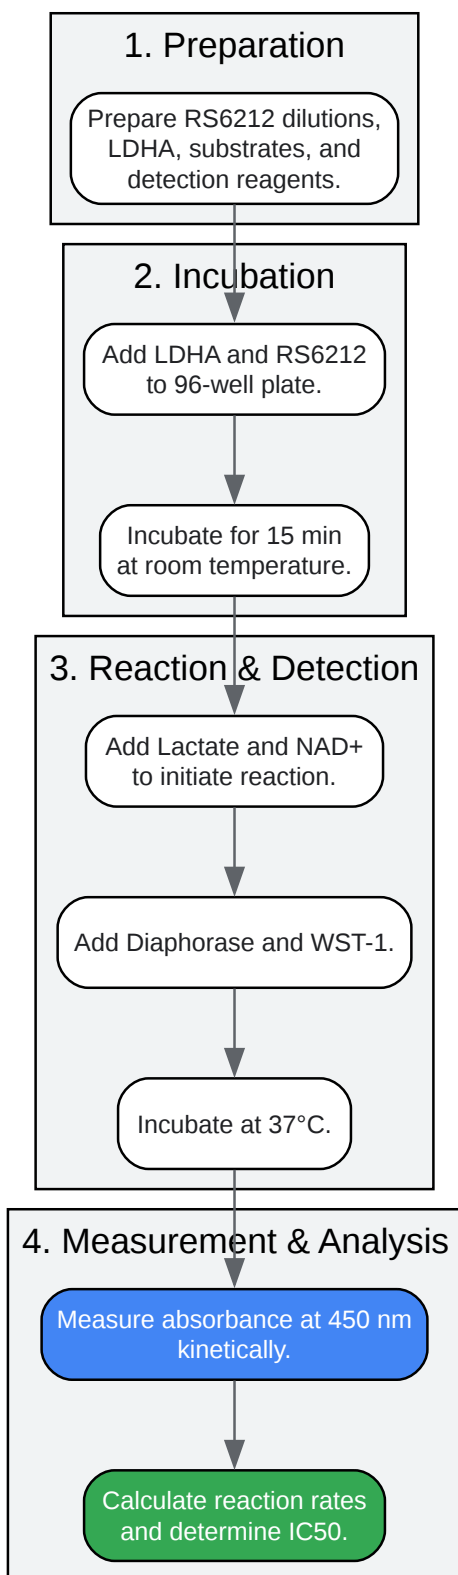 1. Preparation
Prepare RS6212 dilutions,
LDHA, substrates, and
detection reagents.
2. Incubation
Add LDHA and RS6212
to 96-well plate.
Incubate for 15 min
at room temperature.
3. Reaction & Detection
Add Lactate and NAD+
to initiate reaction.
Add Diaphorase and WST-1.
Incubate at 37°C.
4. Measurement & Analysis
Measure absorbance at 450 nm
kinetically.
Calculate reaction rates
and determine IC50.